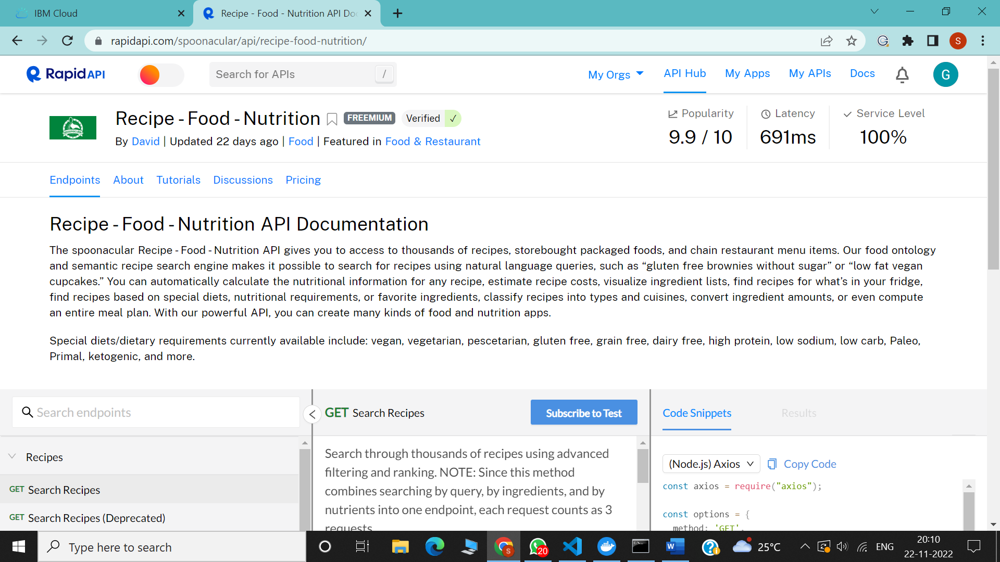 IBM Cloud
Recipe - Food - Nutrition API Do
rapidapi.com/spoonacular/api/recipe-food-nutrition/
S
Rapid API
Search for APIs
/
My Orgs
API Hub
My Apps
My APIs
Docs
G
Recipe - Food - Nutrition
FREEMIUM
Verified ✓
Popularity
Latency
Service Level
By David | Updated 22 days ago | Food | Featured in Food & Restaurant
9.9 / 10
691ms
100%
Endpoints
About
Tutorials
Discussions
Pricing
Recipe - Food - Nutrition API Documentation
The spoonacular Recipe - Food - Nutrition API gives you to access to thousands of recipes, storebought packaged foods, and chain restaurant menu items. Our food ontology
and semantic recipe search engine makes it possible to search for recipes using natural language queries, such as “gluten free brownies without sugar” or “low fat vegan
cupcakes.” You can automatically calculate the nutritional information for any recipe, estimate recipe costs, visualize ingredient lists, find recipes for what’s in your fridge,
find recipes based on special diets, nutritional requirements, or favorite ingredients, classify recipes into types and cuisines, convert ingredient amounts, or even compute
an entire meal plan. With our powerful API, you can create many kinds of food and nutrition apps.
Special diets/dietary requirements currently available include: vegan, vegetarian, pescetarian, gluten free, grain free, dairy free, high protein, low sodium, low carb, Paleo,
Primal, ketogenic, and more.
Search endpoints
Recipes
GET Search Recipes
GET Search Recipes (Deprecated)
GET Search Recipes
Subscribe to Test
Search through thousands of recipes using advanced
filtering and ranking. NOTE: Since this method
combines searching by query, by ingredients, and by
nutrients into one endpoint, each request counts as 3
requests
Code Snippets
Results
(Node.js) Axios
Copy Code
const axios = require("axios");
const options = {
method: 'GET',
Type here to search
S
20
W
25°C
ENG
20:10
22-11-2022